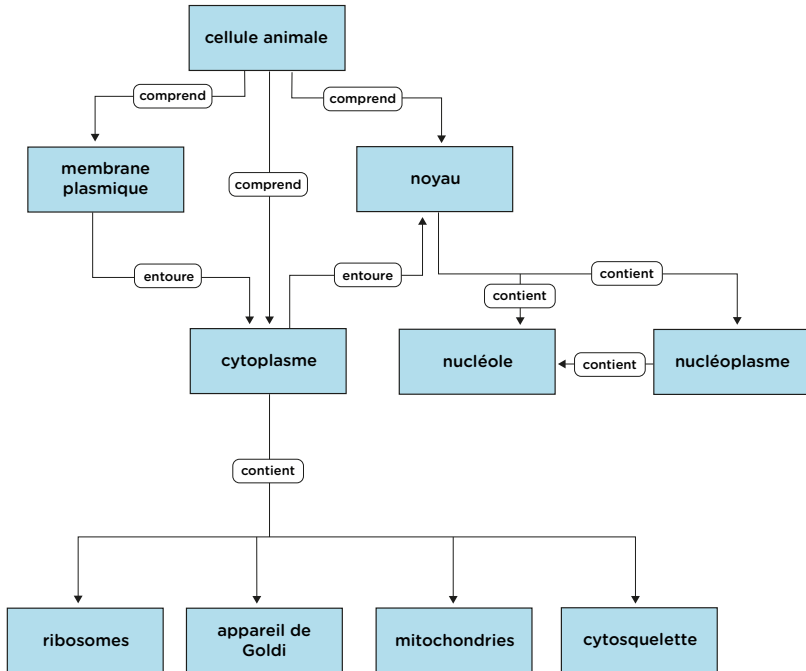 cellule animale
comprend
comprend
membrane
plasmique
comprend
noyau
entoure
entoure
contient
contient
cytoplasme
nucléole
contient
nucléoplasme
contient
ribosomes
appareil de
Goldi
mitochondries
cytosquelette